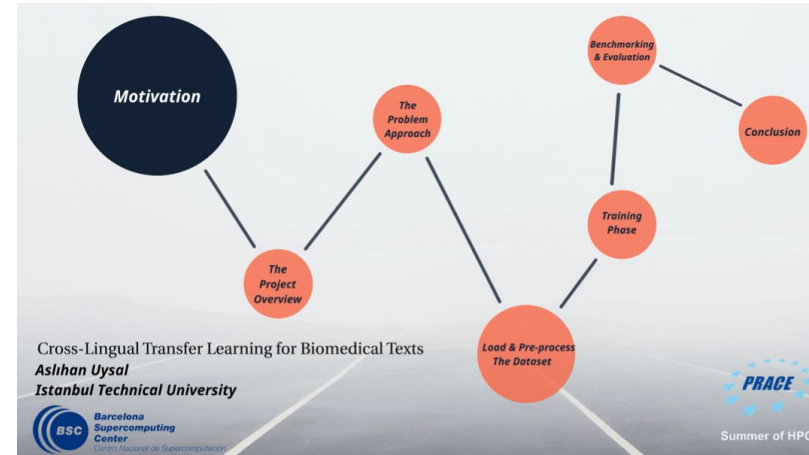 Motivation
The
Project
Overview
The
Problem
Approach
Load & Pre-process
The Dataset
Training
Phase
Benchmarking
& Evaluation
Conclusion
Cross-Lingual Transfer Learning for Biomedical Texts
Aslıhan Uysal
Istanbul Technical University
BSC
Barcelona
Supercomputing
Center
Centro Nacional de Supercomputación
PRACE
Summer of HPC